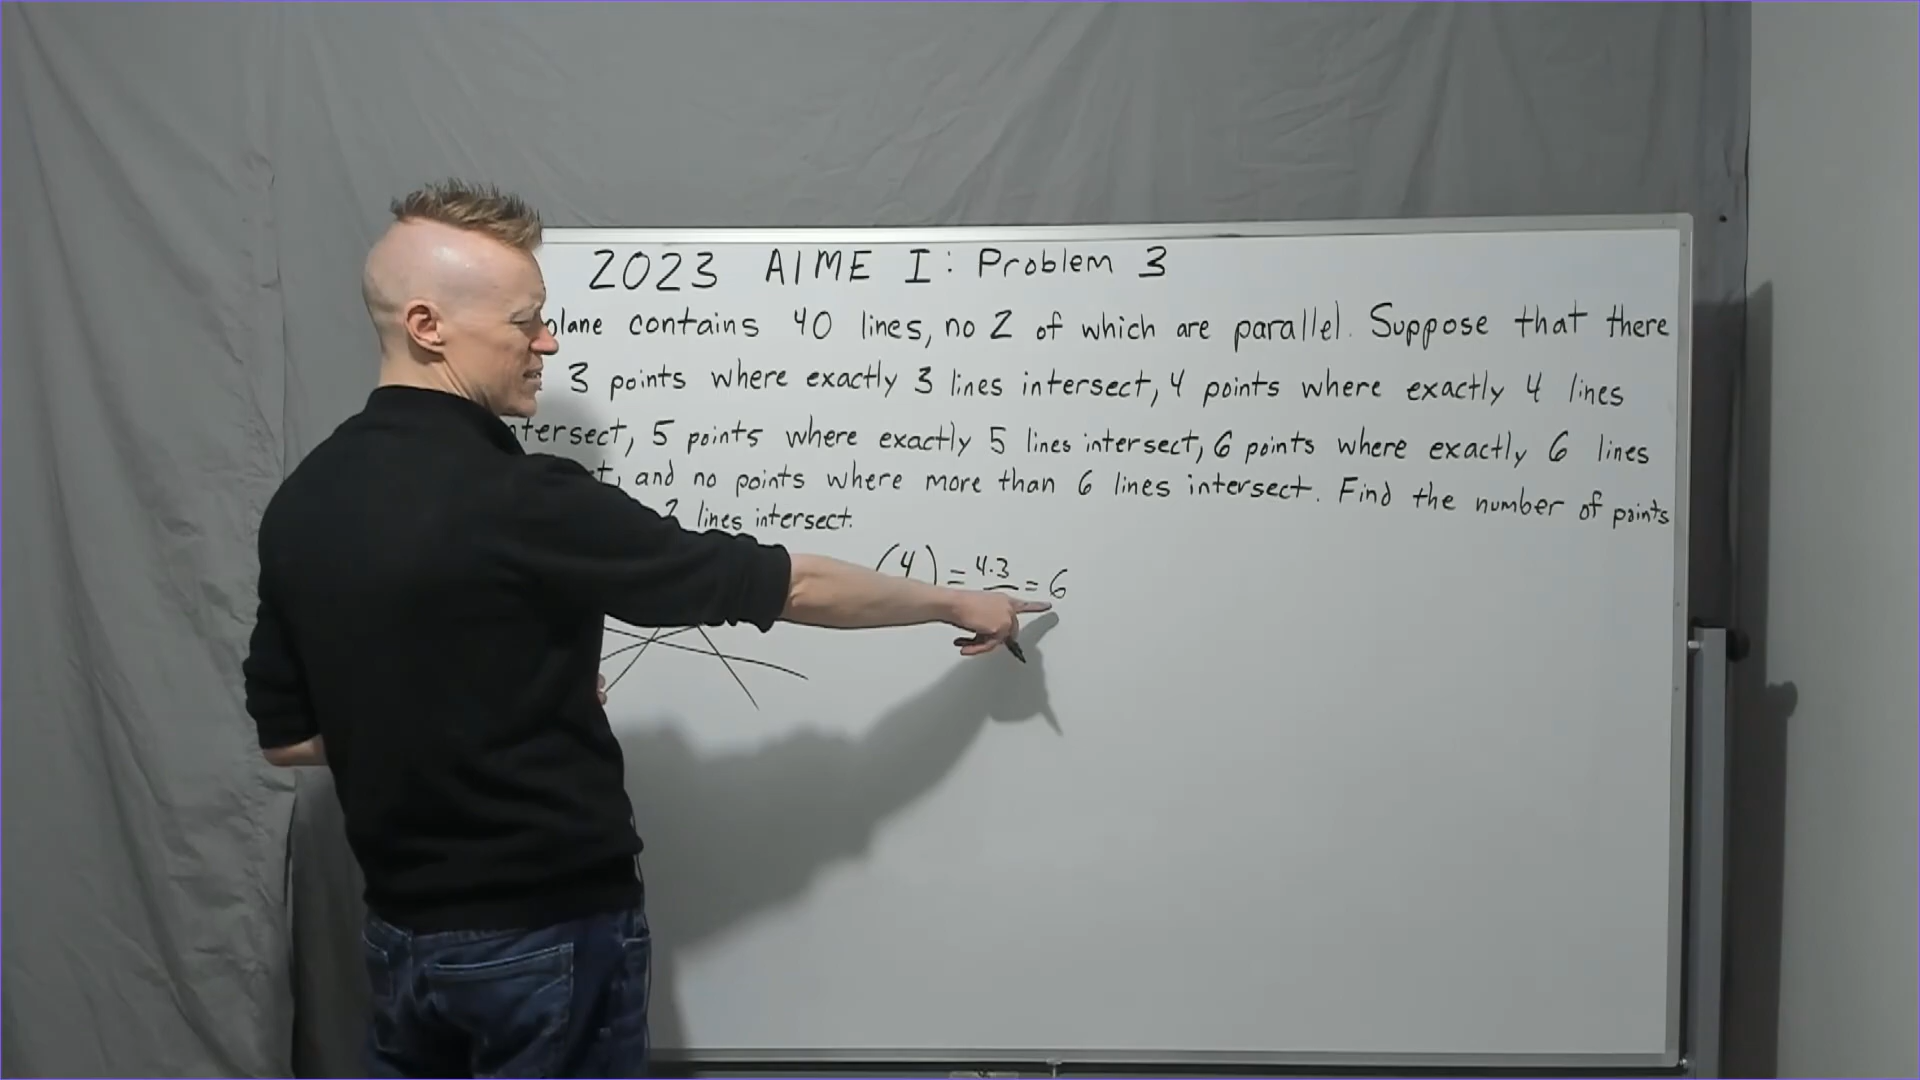 2023 AIME I: Problem 3
plane contains 40 lines, no 2 of which are parallel. Suppose that there
3 points where exactly 3 lines intersect, 4 points where exactly 4 lines
ntersect, 5 points where exactly 5 lines intersect, 6 points where exactly 6 lines
t, and no points where more than 6 lines intersect. Find the number of points
2 lines intersect.
(4 ) = 4·3 = 6